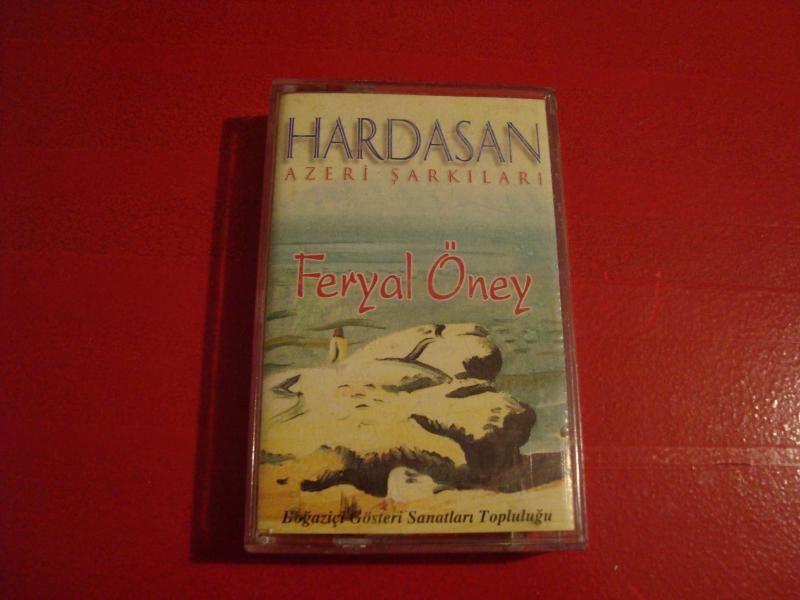 HARDASAN
AZERİ ŞARKILARI
Feryal Öney
Boğaziçi Gösteri Sanatları Topluluğu